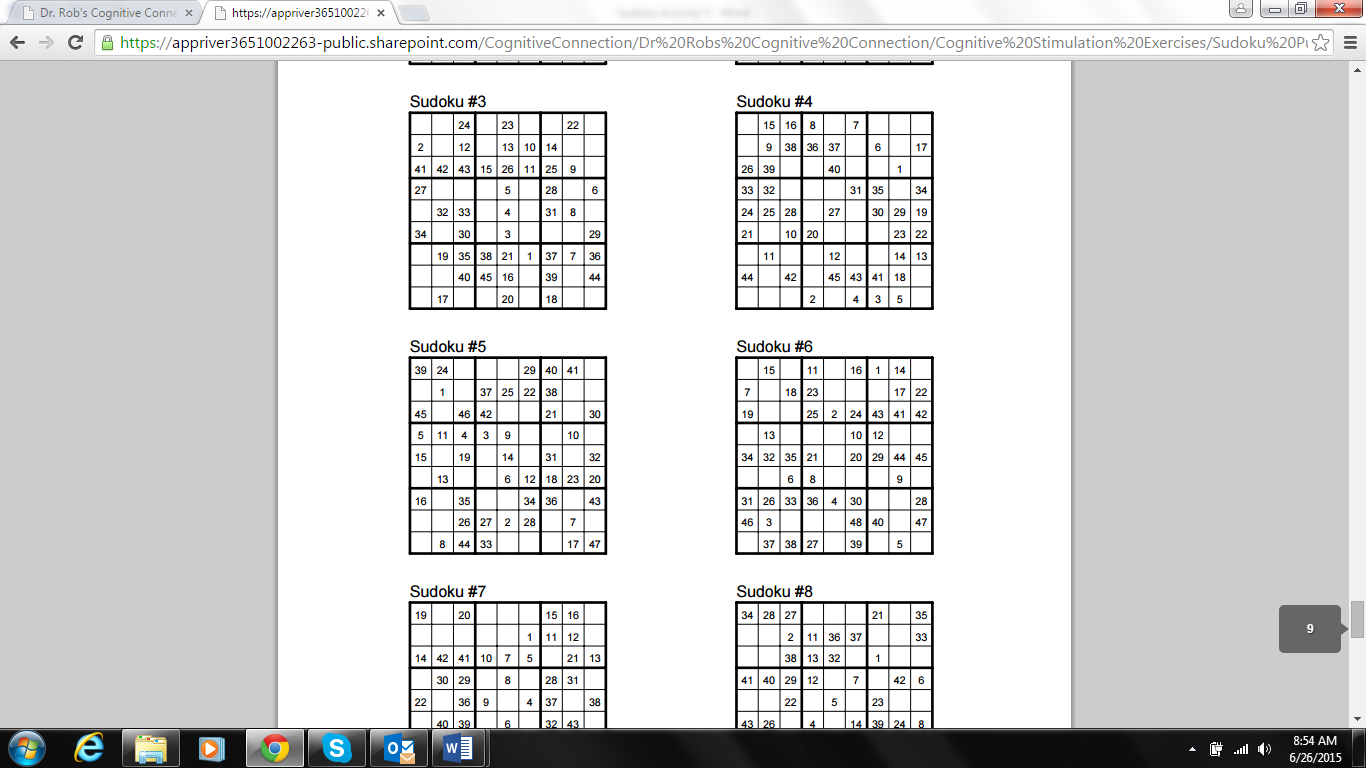 Dr. Rob's Cognitive Conne
https://appriver36510022
https://appriver3651002263-public.sharepoint.com/CognitiveConnection/Dr%20Robs%20Cognitive%20Connection/Cognitive%20Stimulation%20Exercises/Sudoku%20Pu
Sudoku #3
24 23 22
2 12 13 10 14
41 42 43 15 26 11 25 9
27 5 28 6
32 33 4 31 8
34 30 3 29
19 35 38 21 1 37 7 36
40 45 16 39 44
17 20 18
Sudoku #4
15 16 8 7
9 38 36 37 6 17
26 39 40 1
33 32 31 35 34
24 25 28 27 30 29 19
21 10 20 23 22
11 12 14 13
44 42 45 43 41 18
2 4 3 5
Sudoku #5
39 24 29 40 41
1 37 25 22 38
45 46 42 21 30
5 11 4 3 9 10
15 19 14 31 32
13 6 12 18 23 20
16 35 34 36 43
26 27 2 28 7
8 44 33 17 47
Sudoku #6
15 11 16 1 14
7 18 23 17 22
19 25 2 24 43 41 42
13 10 12
34 32 35 21 20 29 44 45
6 8 9
31 26 33 36 4 30 28
46 3 48 40 47
37 38 27 39 5
Sudoku #7
19 20 15 16
1 11 12
14 42 41 10 7 5 21 13
30 29 8 28 31
22 36 9 4 37 38
40 39 6 32 43
Sudoku #8
34 28 27 21 35
2 11 36 37 33
38 13 32 1
41 40 29 12 7 42 6
22 5 23
43 26 4 14 39 24 8
9
8:54 AM
6/26/2015